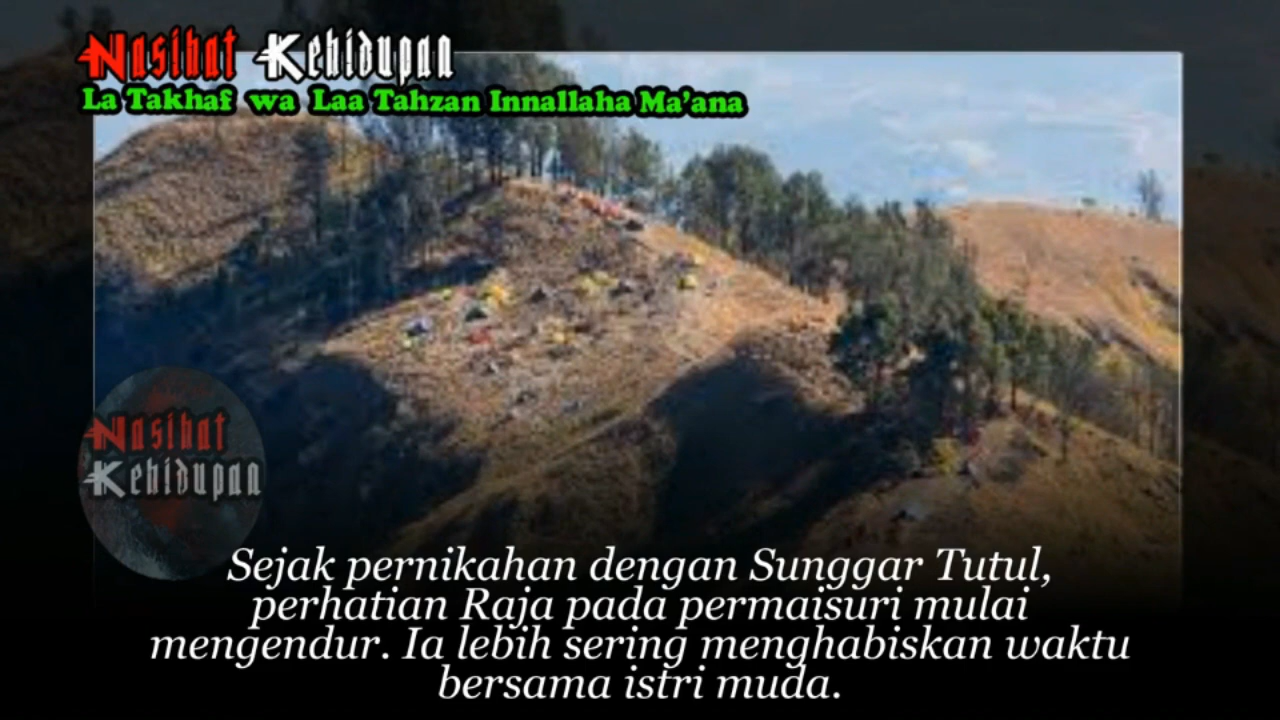 Nasihat Kehidupan
La Takhaf wa Laa Tahzan Innallaha Ma'ana
Nasihat
Kehidupan
Sejak pernikahan dengan Sunggar Tutul,
perhatian Raja pada permaisuri mulai
mengendur. Ia lebih sering menghabiskan waktu
bersama istri muda.